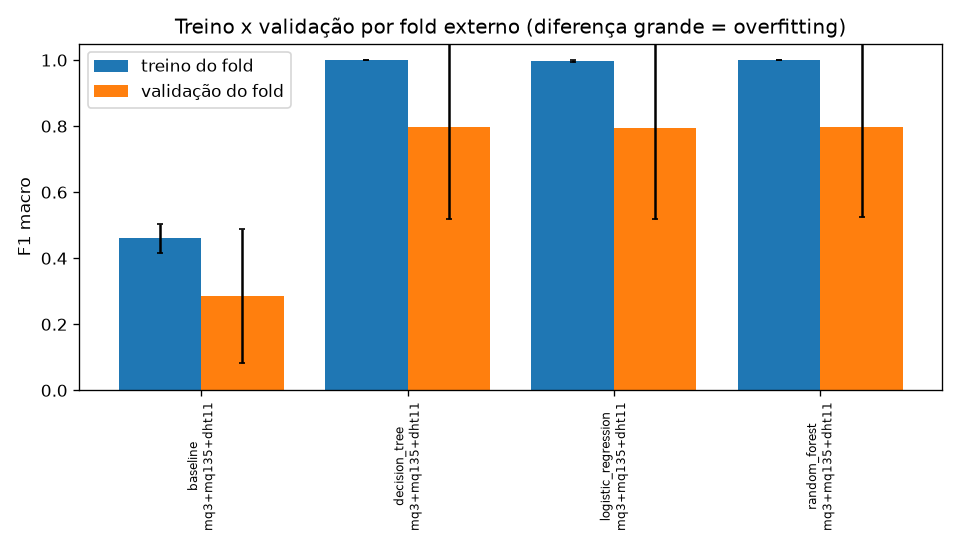 Treino x validação por fold externo (diferença grande = overfitting)
treino do fold
validação do fold
F1 macro
1.0
0.8
0.6
0.4
0.2
0.0
baseline
mq3+mq135+dht11
decision_tree
mq3+mq135+dht11
logistic_regression
mq3+mq135+dht11
random_forest
mq3+mq135+dht11